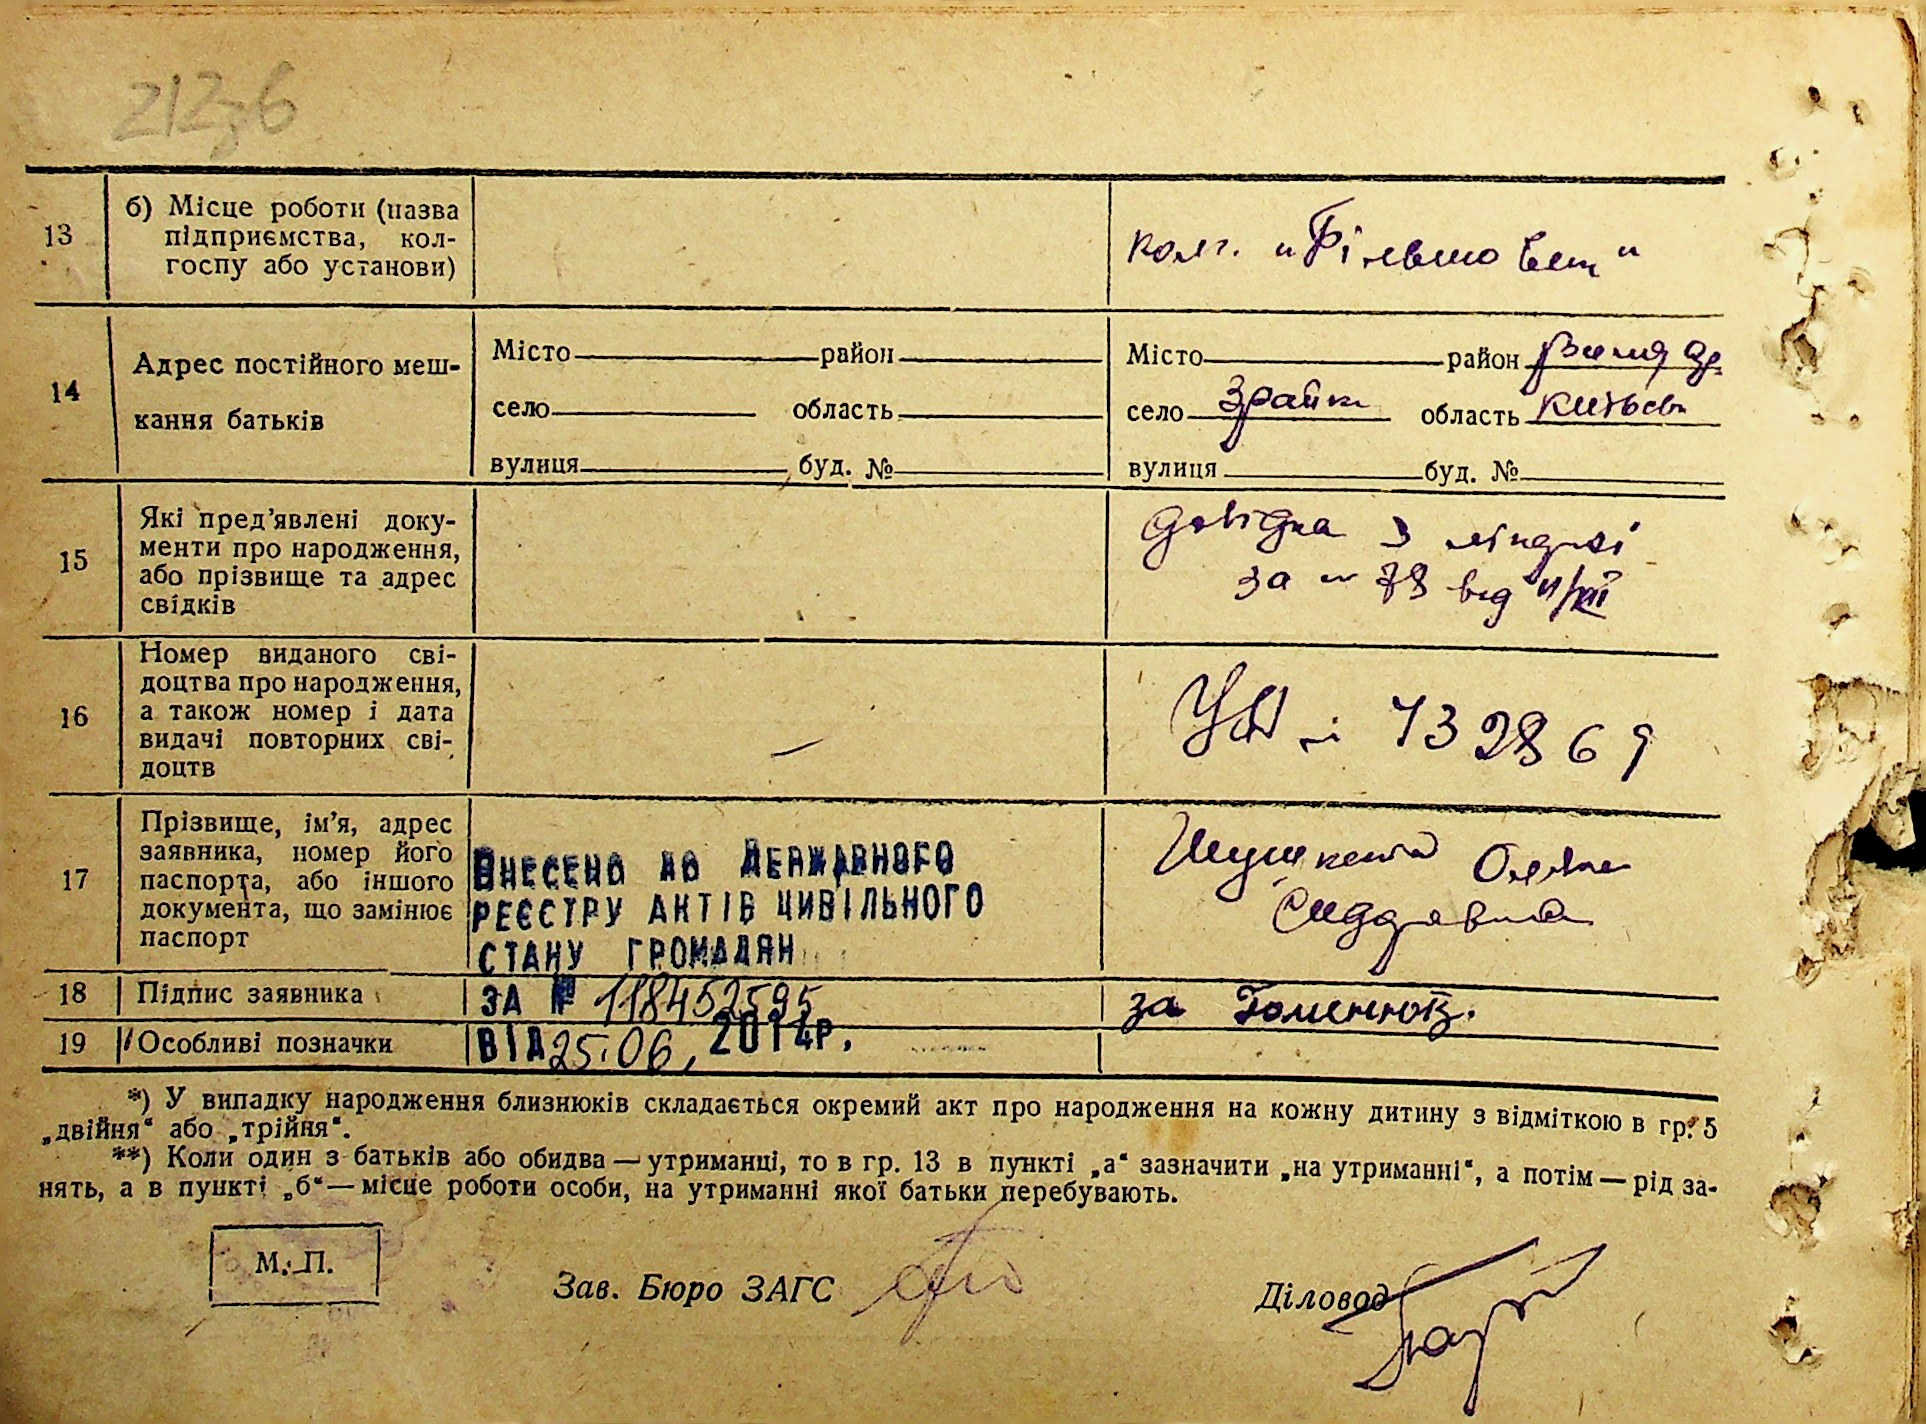 212зб
13
б) Місце роботи (назва
підприємства, кол-
госпу або установи)
колг. "Більшовик"
14
Адрес постійного меш-
кання батьків
Місто район
село область
вулиця буд. №
Місто район
село Зрайки область Київськ
вулиця буд. №
15
Які пред’явлені доку-
менти про народження,
або прізвище та адрес
свідків
довідка з
за № 78 від
16
Номер виданого сві-
доцтва про народження,
а також номер і дата
видачі повторних сві-
доцтв
132869
17
Прізвище, ім’я, адрес
заявника, номер його
паспорта, або іншого
документа, що замінює
паспорт
ВНЕСЕНО ДО ДЕРЖАВНОГО
РЕЄСТРУ АКТІВ ЦИВІЛЬНОГО
СТАНУ ГРОМАДЯН
18
Підпис заявника
ЗА № 118452595
за
19
Особливі позначки
ВІД 25.06. 2014р.
*) У випадку народження близнюків складається окремий акт про народження на кожну дитину з відміткою в гр. 5
„двійня“ або „трійня“.
**) Коли один з батьків або обидва — утриманці, то в гр. 13 в пункті „а“ зазначити „на утриманні“, а потім — рід за-
нять, а в пункті „б“ — місце роботи особи, на утриманні якої батьки перебувають.
М. П.
Зав. Бюро ЗАГС
Діловод